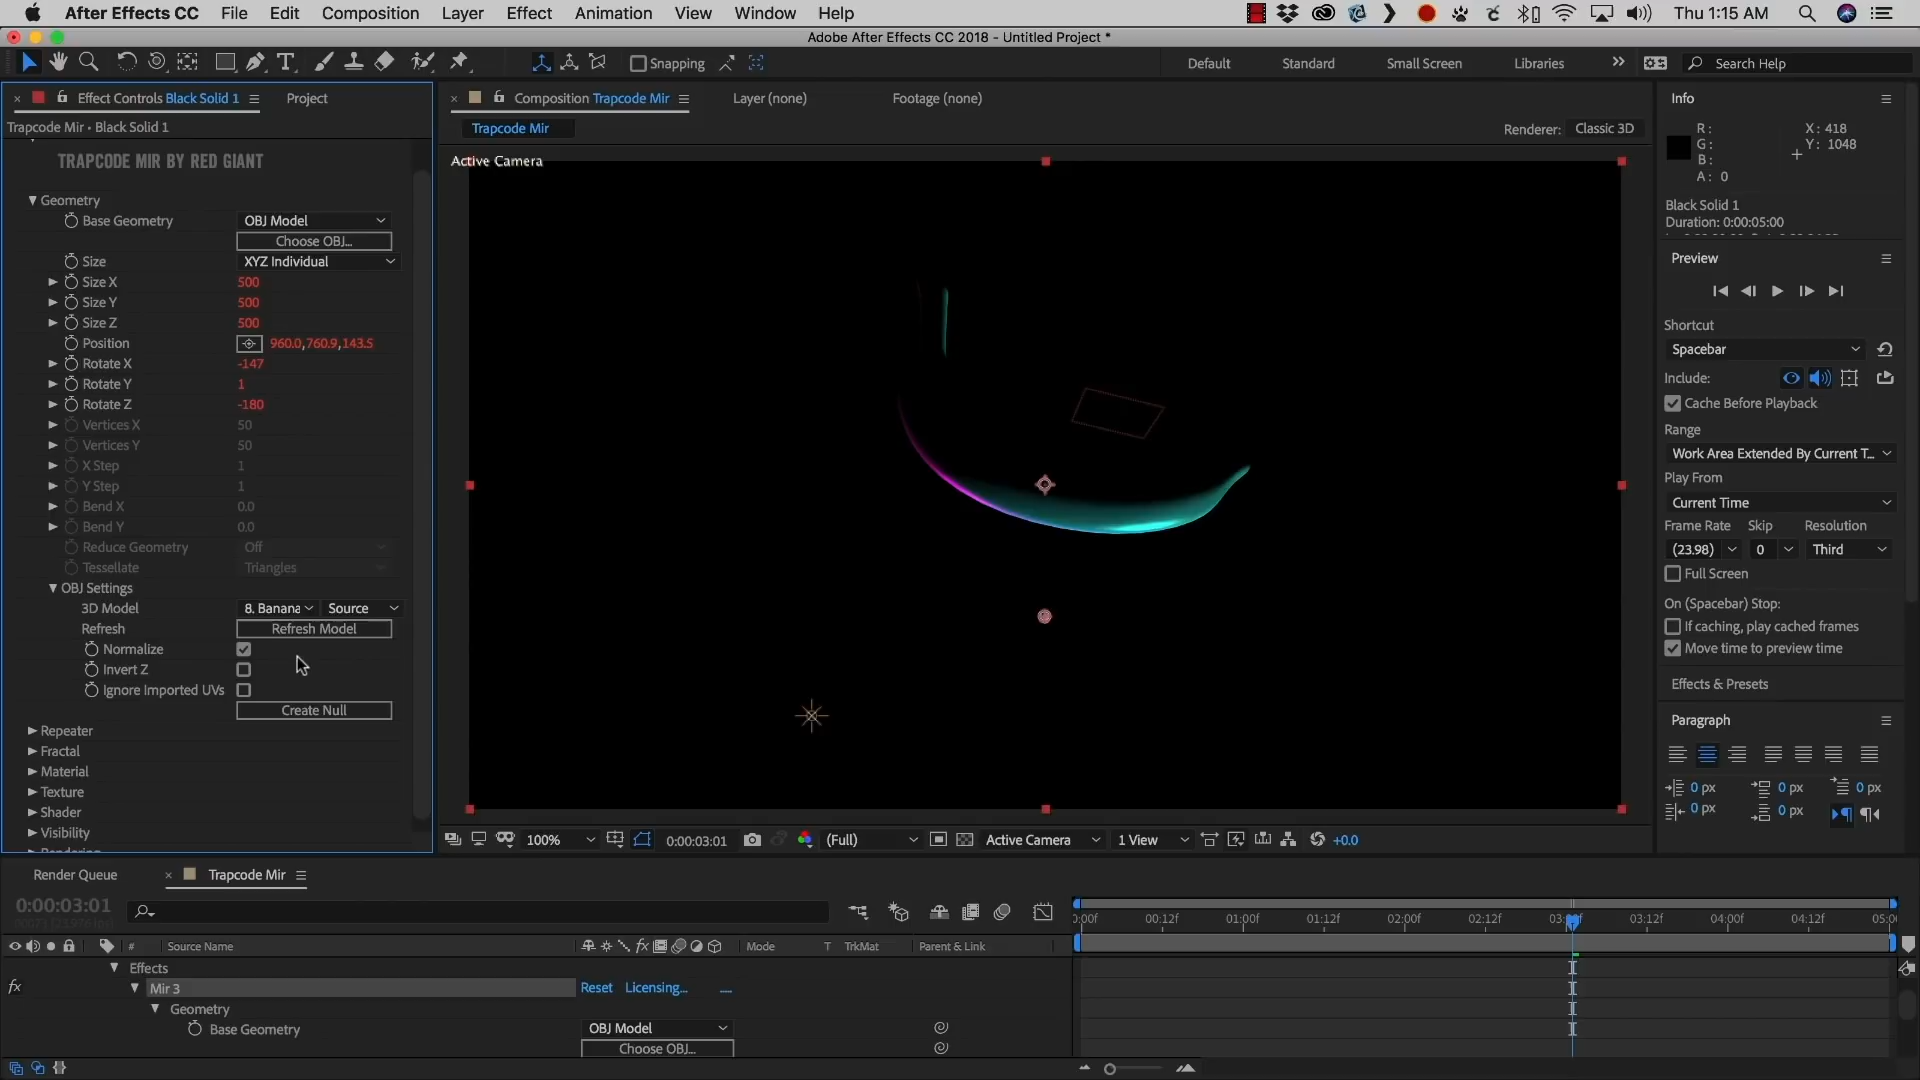 After Effects CC File Edit Composition Layer Effect Animation View Window Help Thu 1:15 AM
Adobe After Effects CC 2018 - Untitled Project *
Snapping Default Standard Small Screen Libraries Search Help
Effect Controls Black Solid 1 Project
Trapcode Mir • Black Solid 1
TRAPCODE MIR BY RED GIANT
Geometry
Base Geometry OBJ Model
Choose OBJ...
Size XYZ Individual
Size X 500
Size Y 500
Size Z 500
Position 960.0,760.9,143.5
Rotate X -147
Rotate Y 1
Rotate Z -180
Vertices X 50
Vertices Y 50
X Step 1
Y Step 1
Bend X 0.0
Bend Y 0.0
Reduce Geometry Off
Tessellate Triangles
OBJ Settings
3D Model 8. Banana Source
Refresh Refresh Model
Normalize
Invert Z
Ignore Imported UVs
Create Null
Repeater
Fractal
Material
Texture
Shader
Visibility
Composition Trapcode Mir Layer (none) Footage (none)
Trapcode Mir Renderer: Classic 3D
Active Camera
100% 0:00:03:01 (Full) Active Camera 1 View +0.0
Info
R:
G:
B:
A: 0
X: 418
Y: 1048
Black Solid 1
Duration: 0:00:05:00
Preview
Shortcut
Spacebar
Include:
Cache Before Playback
Range
Work Area Extended By Current T...
Play From
Current Time
Frame Rate Skip Resolution
(23.98) 0 Third
Full Screen
On (Spacebar) Stop:
If caching, play cached frames
Move time to preview time
Effects & Presets
Paragraph
0 px 0 px 0 px
0 px 0 px
Render Queue Trapcode Mir
0:00:03:01
:00f 00:12f 01:00f 01:12f 02:00f 02:12f 03:12f 04:00f 04:12f
# Source Name Mode T TrkMat Parent & Link
Effects
fx Mir 3 Reset Licensing... ...
Geometry
Base Geometry OBJ Model
Choose OBJ...